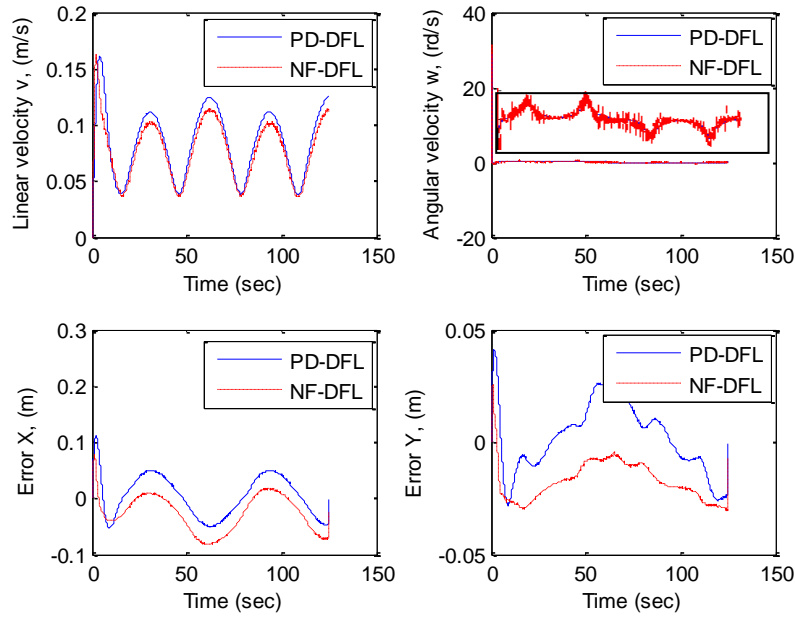 0.2
0.15
0.1
0.05
0
0
50
100
150
Linear velocity v, (m/s)
Time (sec)
PD-DFL
NF-DFL
40
20
0
-20
0
50
100
150
Angular velocity w, (rd/s)
Time (sec)
PD-DFL
NF-DFL
0.3
0.2
0.1
0
-0.1
0
50
100
150
Error X, (m)
Time (sec)
PD-DFL
NF-DFL
0.05
0
-0.05
0
50
100
150
Error Y, (m)
Time (sec)
PD-DFL
NF-DFL